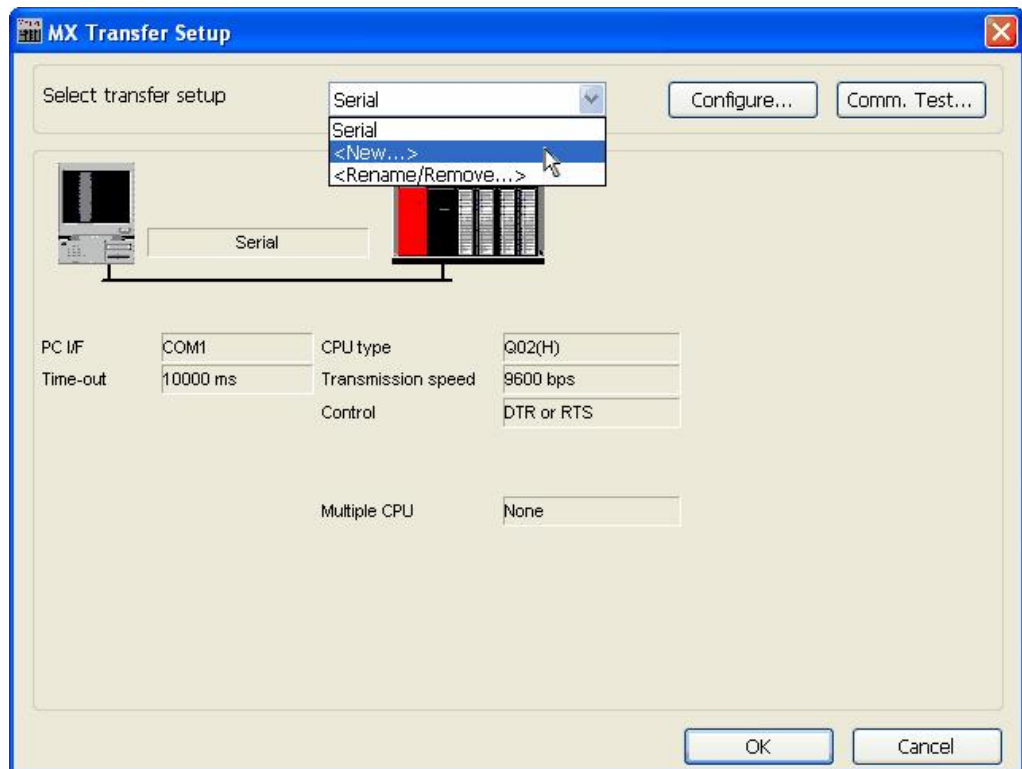 MX Transfer Setup
Select transfer setup
Serial
Configure...
Comm. Test...
Serial
<New...>
<Rename/Remove...>
Serial
PC I/F
COM1
CPU type
Q02(H)
Time-out
10000 ms
Transmission speed
9600 bps
Control
DTR or RTS
Multiple CPU
None
OK
Cancel